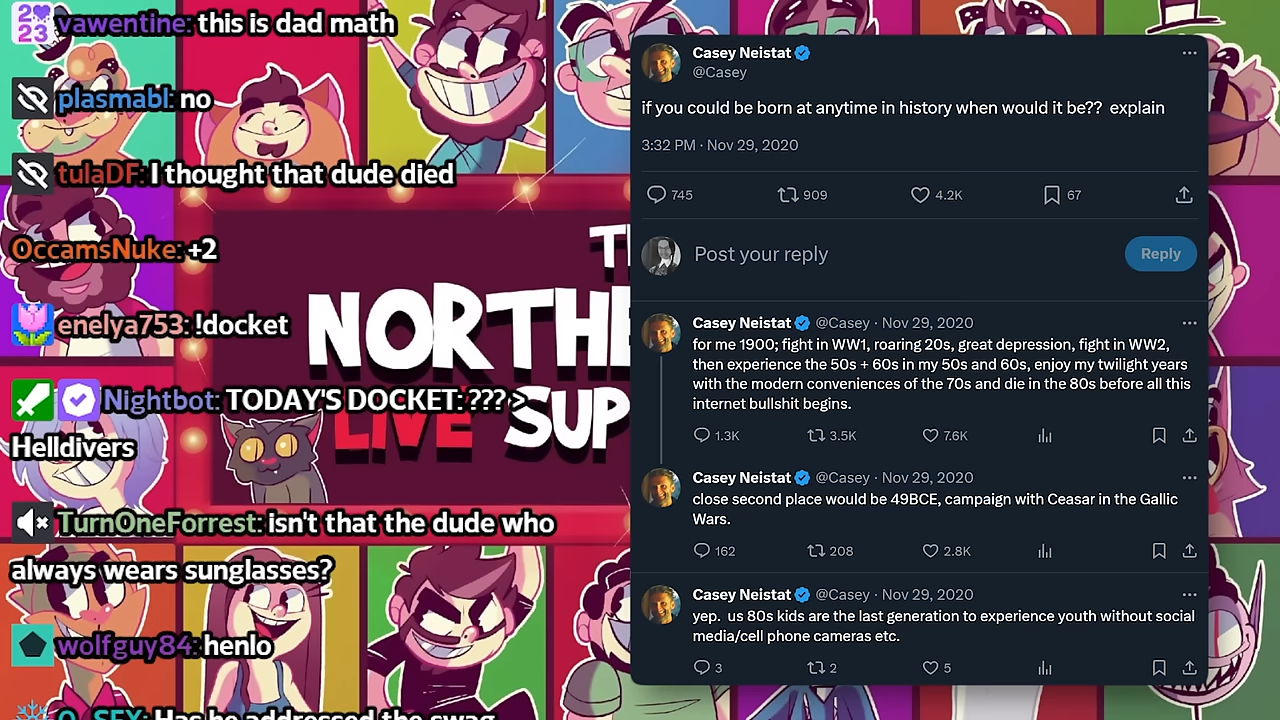 2023 vawentine: this is dad math
plasmabl: no
tulaDF: I thought that dude died
OccamsNuke: +2
enelya753: !docket
Nightbot: TODAY'S DOCKET: ??? >
Helldivers
TurnOneForrest: isn't that the dude who
always wears sunglasses?
wolfguy84: henlo
Has he addressed the swag
NORTHE
LIVE SUP
Casey Neistat
@Casey
if you could be born at anytime in history when would it be?? explain
3:32 PM · Nov 29, 2020
745 909 4.2K 67
Post your reply
Reply
Casey Neistat @Casey · Nov 29, 2020
for me 1900; fight in WW1, roaring 20s, great depression, fight in WW2,
then experience the 50s + 60s in my 50s and 60s, enjoy my twilight years
with the modern conveniences of the 70s and die in the 80s before all this
internet bullshit begins.
1.3K 3.5K 7.6K
Casey Neistat @Casey · Nov 29, 2020
close second place would be 49BCE, campaign with Ceasar in the Gallic
Wars.
162 208 2.8K
Casey Neistat @Casey · Nov 29, 2020
yep. us 80s kids are the last generation to experience youth without social
media/cell phone cameras etc.
3 2 5